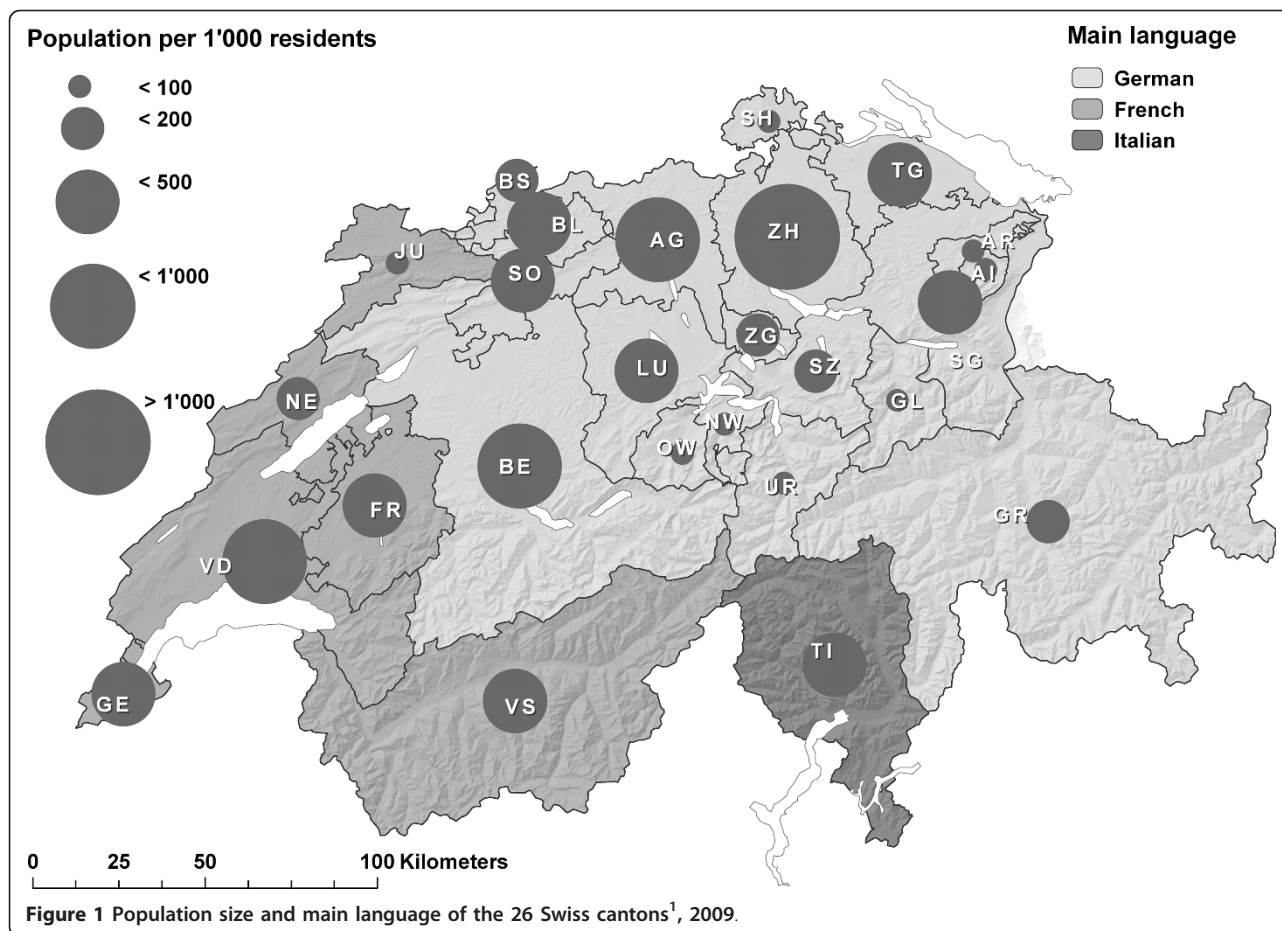 Population per 1'000 residents
< 100
< 200
< 500
< 1'000
> 1'000
Main language
German
French
Italian
SH
BS
TG
BL
AG
ZH
JU
AR
SO
AI
ZG
LU
SZ
SG
NE
GL
NW
OW
BE
UR
FR
GR
VD
TI
GE
VS
0 25 50 100 Kilometers
Figure 1 Population size and main language of the 26 Swiss cantons¹, 2009.